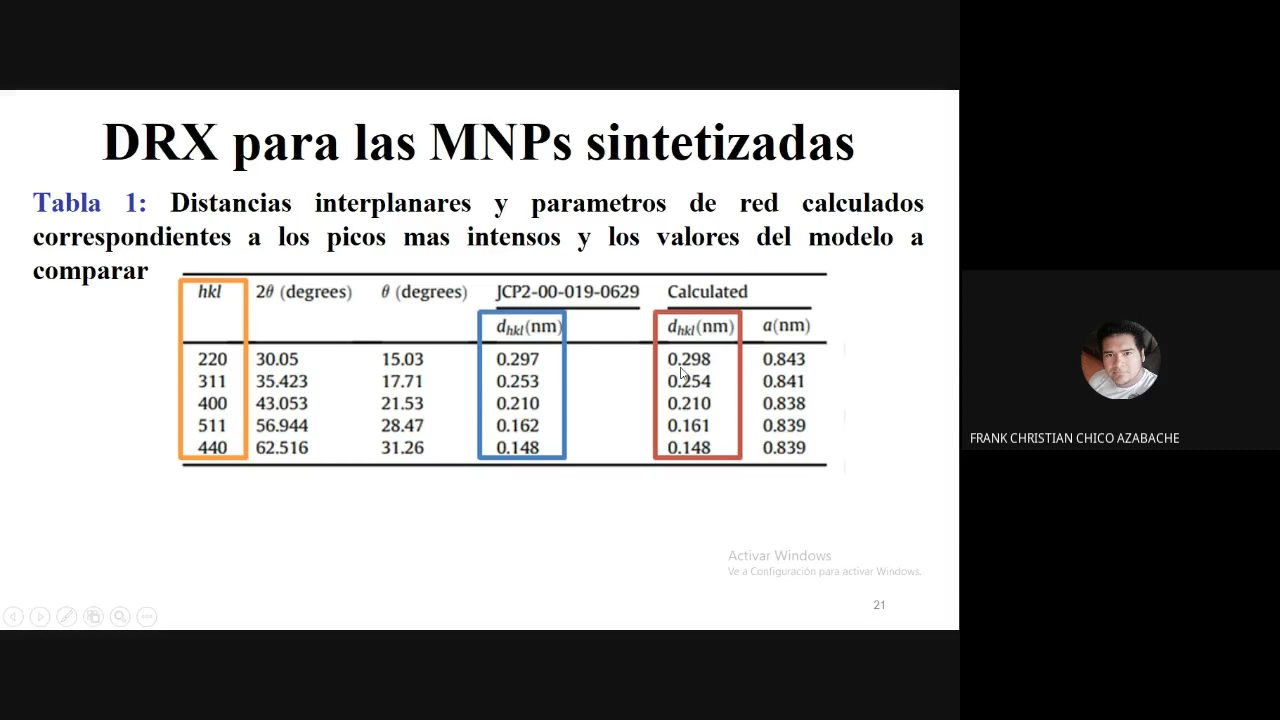 DRX para las MNPs sintetizadas
Tabla 1: Distancias interplanares y parametros de red calculados
correspondientes a los picos mas intensos y los valores del modelo a
comparar
hkl 2θ (degrees) θ (degrees) JCP2-00-019-0629 Calculated
dhkl(nm) dhkl(nm) a(nm)
220 30.05 15.03 0.297 0.298 0.843
311 35.423 17.71 0.253 0.254 0.841
400 43.053 21.53 0.210 0.210 0.838
511 56.944 28.47 0.162 0.161 0.839
440 62.516 31.26 0.148 0.148 0.839
Activar Windows
Ve a Configuración para activar Windows.
21
FRANK CHRISTIAN CHICO AZABACHE